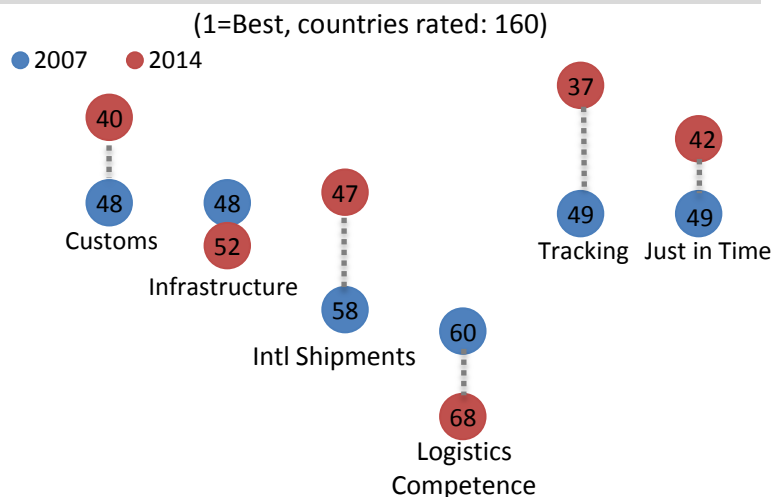 (1=Best, countries rated: 160)
2007 2014
40
48
Customs
48
52
Infrastructure
47
58
Intl Shipments
60
68
Logistics
Competence
37
49
Tracking
42
49
Just in Time